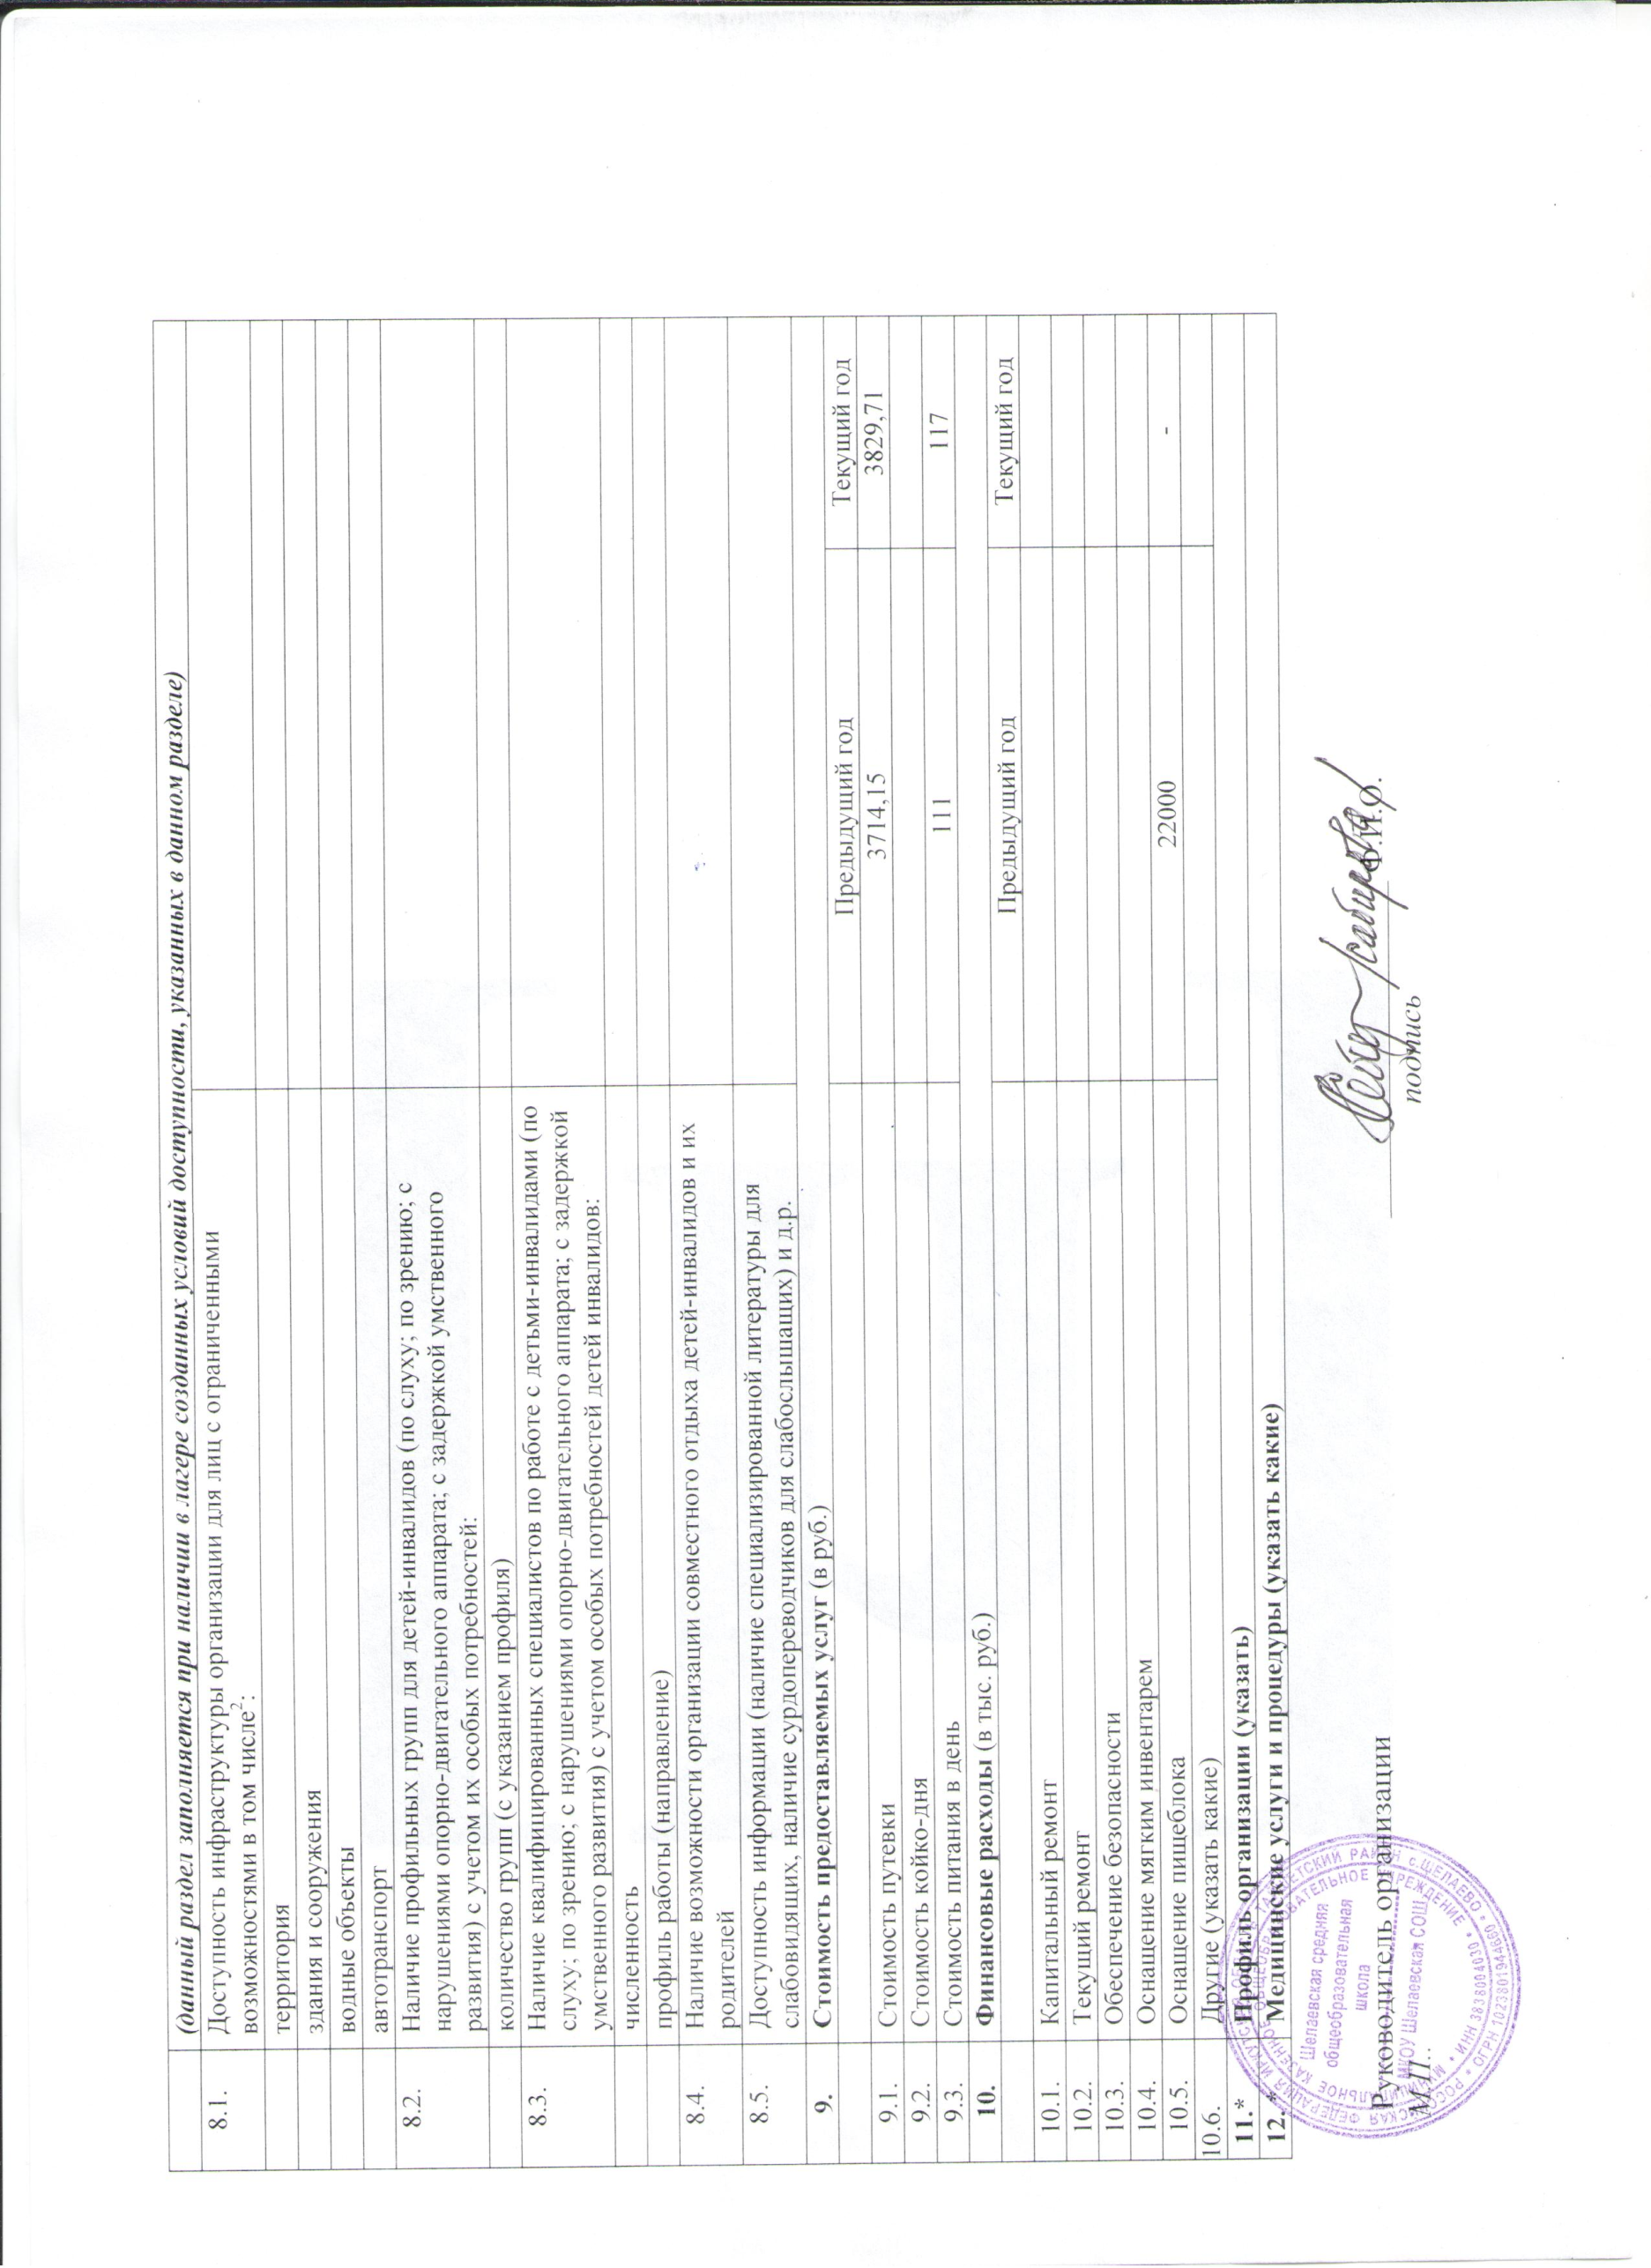 (данный раздел заполняется при наличии в лагере созданных условий доступности, указанных в данном разделе)
8.1. Доступность инфраструктуры организации для лиц с ограниченными
возможностями в том числе²:
территория
здания и сооружения
водные объекты
автотранспорт
8.2. Наличие профильных групп для детей-инвалидов (по слуху; по зрению; с
нарушениями опорно-двигательного аппарата; с задержкой умственного
развития) с учетом их особых потребностей:
количество групп (с указанием профиля)
8.3. Наличие квалифицированных специалистов по работе с детьми-инвалидами (по
слуху; по зрению; с нарушениями опорно-двигательного аппарата; с задержкой
умственного развития) с учетом особых потребностей детей инвалидов:
численность
профиль работы (направление)
8.4. Наличие возможности организации совместного отдыха детей-инвалидов и их
родителей
8.5. Доступность информации (наличие специализированной литературы для
слабовидящих, наличие сурдопереводчиков для слабослышащих) и д.р.
9. Стоимость предоставляемых услуг (в руб.)
Предыдущий год Текущий год
9.1. Стоимость путевки 3714,15 3829,71
9.2. Стоимость койко-дня
9.3. Стоимость питания в день 111 117
10. Финансовые расходы (в тыс. руб.)
Предыдущий год Текущий год
10.1. Капитальный ремонт
10.2. Текущий ремонт
10.3. Обеспечение безопасности
10.4. Оснащение мягким инвентарем
10.5. Оснащение пищеблока 22000 -
10.6. Другие (указать какие)
11.* Профиль организации (указать)
12. * Медицинские услуги и процедуры (указать какие)
Руководитель организации Ф.И.О.
М.П. подпись
Шелаевская средняя
общеобразовательная
школа
МКОУ Шелаевская СОШ
с.ШЕЛАЕВО
ИНН 3838004030
ОГРН 1023801944660